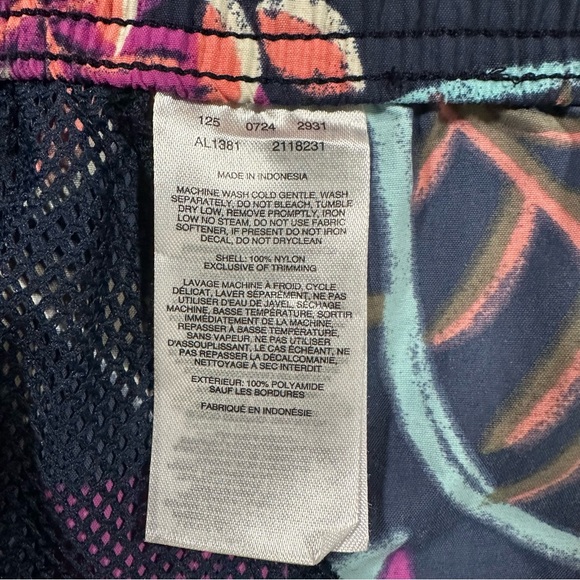 125 0724 2931
AL1381 2118231
MADE IN INDONESIA
MACHINE WASH COLD GENTLE, WASH
SEPARATELY, DO NOT BLEACH, TUMBLE
DRY LOW, REMOVE PROMPTLY, IRON
LOW NO STEAM, DO NOT USE FABRIC
SOFTENER, IF PRESENT DO NOT IRON
DECAL, DO NOT DRYCLEAN
SHELL: 100% NYLON
EXCLUSIVE OF TRIMMING
LAVAGE MACHINE À FROID, CYCLE
DÉLICAT, LAVER SÉPARÉMENT, NE PAS
UTILISER D'EAU DE JAVEL, SÉCHAGE
MACHINE, BASSE TEMPÉRATURE, SORTIR
IMMÉDIATEMENT DE LA MACHINE,
REPASSER À BASSE TEMPÉRATURE,
SANS VAPEUR. NE PAS UTILISER
D'ASSOUPLISSANT. LE CAS ÉCHÉANT, NE
PAS REPASSER LA DÉCALCOMANIE,
NETTOYAGE À SEC INTERDIT
EXTÉRIEUR: 100% POLYAMIDE
SAUF LES BORDURES
FABRIQUÉ EN INDONÉSIE